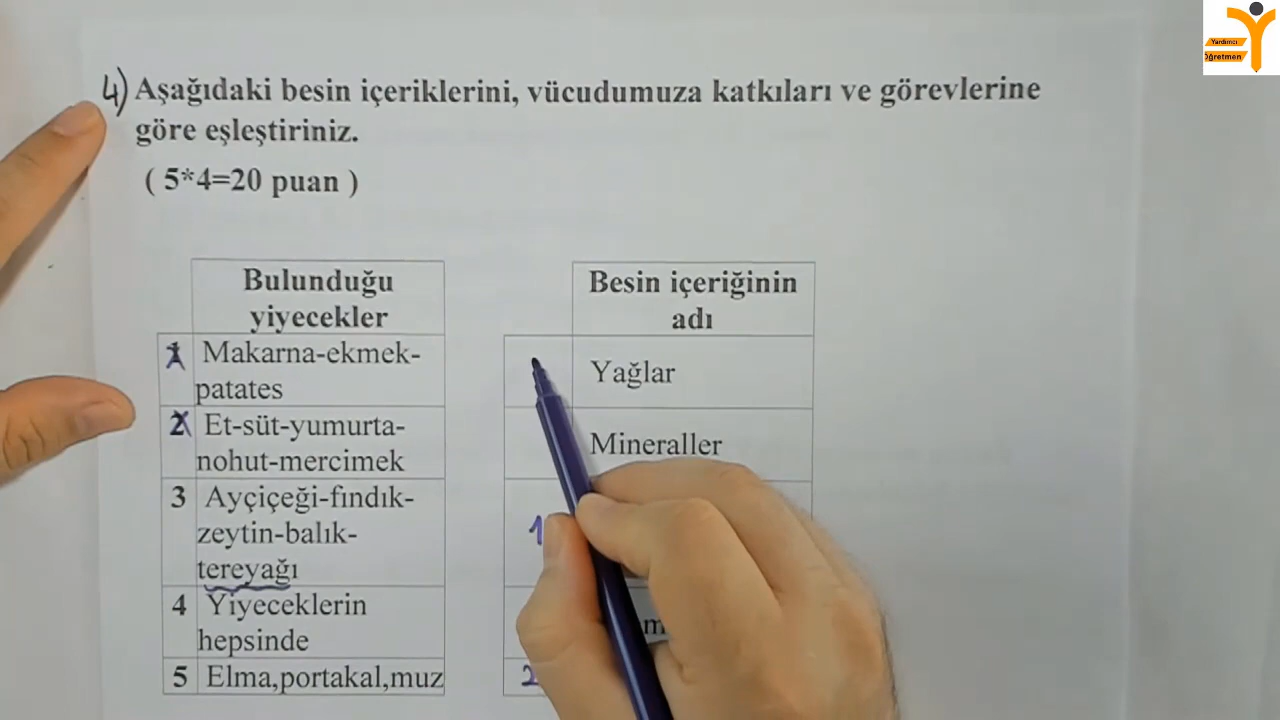 Yardımcı
Öğretmen
4) Aşağıdaki besin içeriklerini, vücudumuza katkıları ve görevlerine
göre eşleştiriniz.
( 5*4=20 puan )
Bulunduğu
yiyecekler
1 Makarna-ekmek-
patates
2 Et-süt-yumurta-
nohut-mercimek
3 Ayçiçeği-fındık-
zeytin-balık-
tereyağı
4 Yiyeceklerin
hepsinde
5 Elma,portakal,muz
Besin içeriğinin
adı
Yağlar
Mineraller
1
2